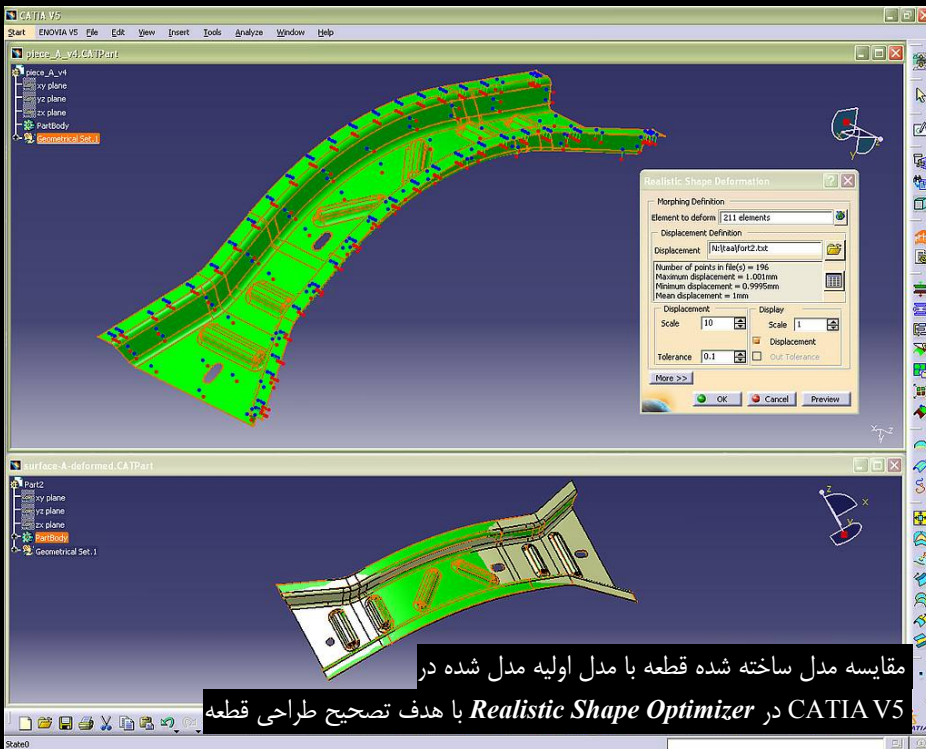 CATIA V5
Start ENOVIA V5 File Edit View Insert Tools Analyze Window Help
piece_A_v4.CATPart
piece_A_v4
xy plane
yz plane
zx plane
PartBody
Geometrical Set.1
Realistic Shape Deformation
Morphing Definition
Element to deform 211 elements
Displacement Definition
Displacement N:\taa\fort2.txt
Number of points in file(s) = 196
Maximum displacement = 1.001mm
Minimum displacement = 0.9995mm
Mean displacement = 1mm
Displacement Display
Scale 10 Scale 1
Displacement
Tolerance 0.1 Out Tolerance
More >>
OK Cancel Preview
x z
y
surface-A-deformed.CATPart
Part2
xy plane
yz plane
zx plane
PartBody
Geometrical Set.1
z
x
y
مقایسه مدل ساخته شده قطعه با مدل اولیه مدل شده در
CATIA V5 در Realistic Shape Optimizer با هدف تصحیح طراحی قطعه
State0